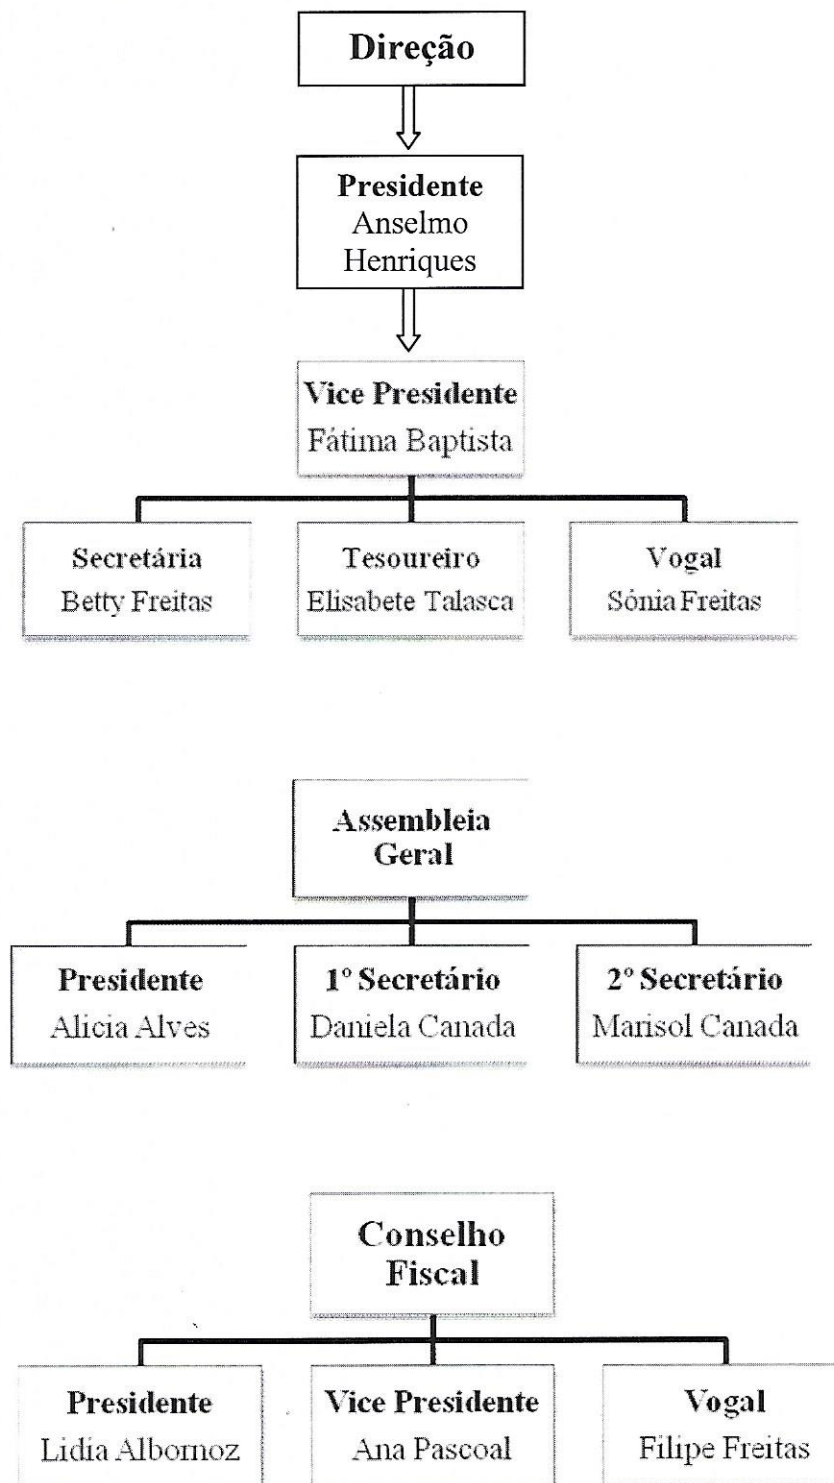 Direção
Presidente
Anselmo
Henriques
Vice Presidente
Fátima Baptista
Secretária
Betty Freitas
Tesoureiro
Elisabete Talasca
Vogal
Sónia Freitas
Assembleia
Geral
Presidente
Alicia Alves
1º Secretário
Daniela Canada
2º Secretário
Marisol Canada
Conselho
Fiscal
Presidente
Lidia Albornoz
Vice Presidente
Ana Pascoal
Vogal
Filipe Freitas